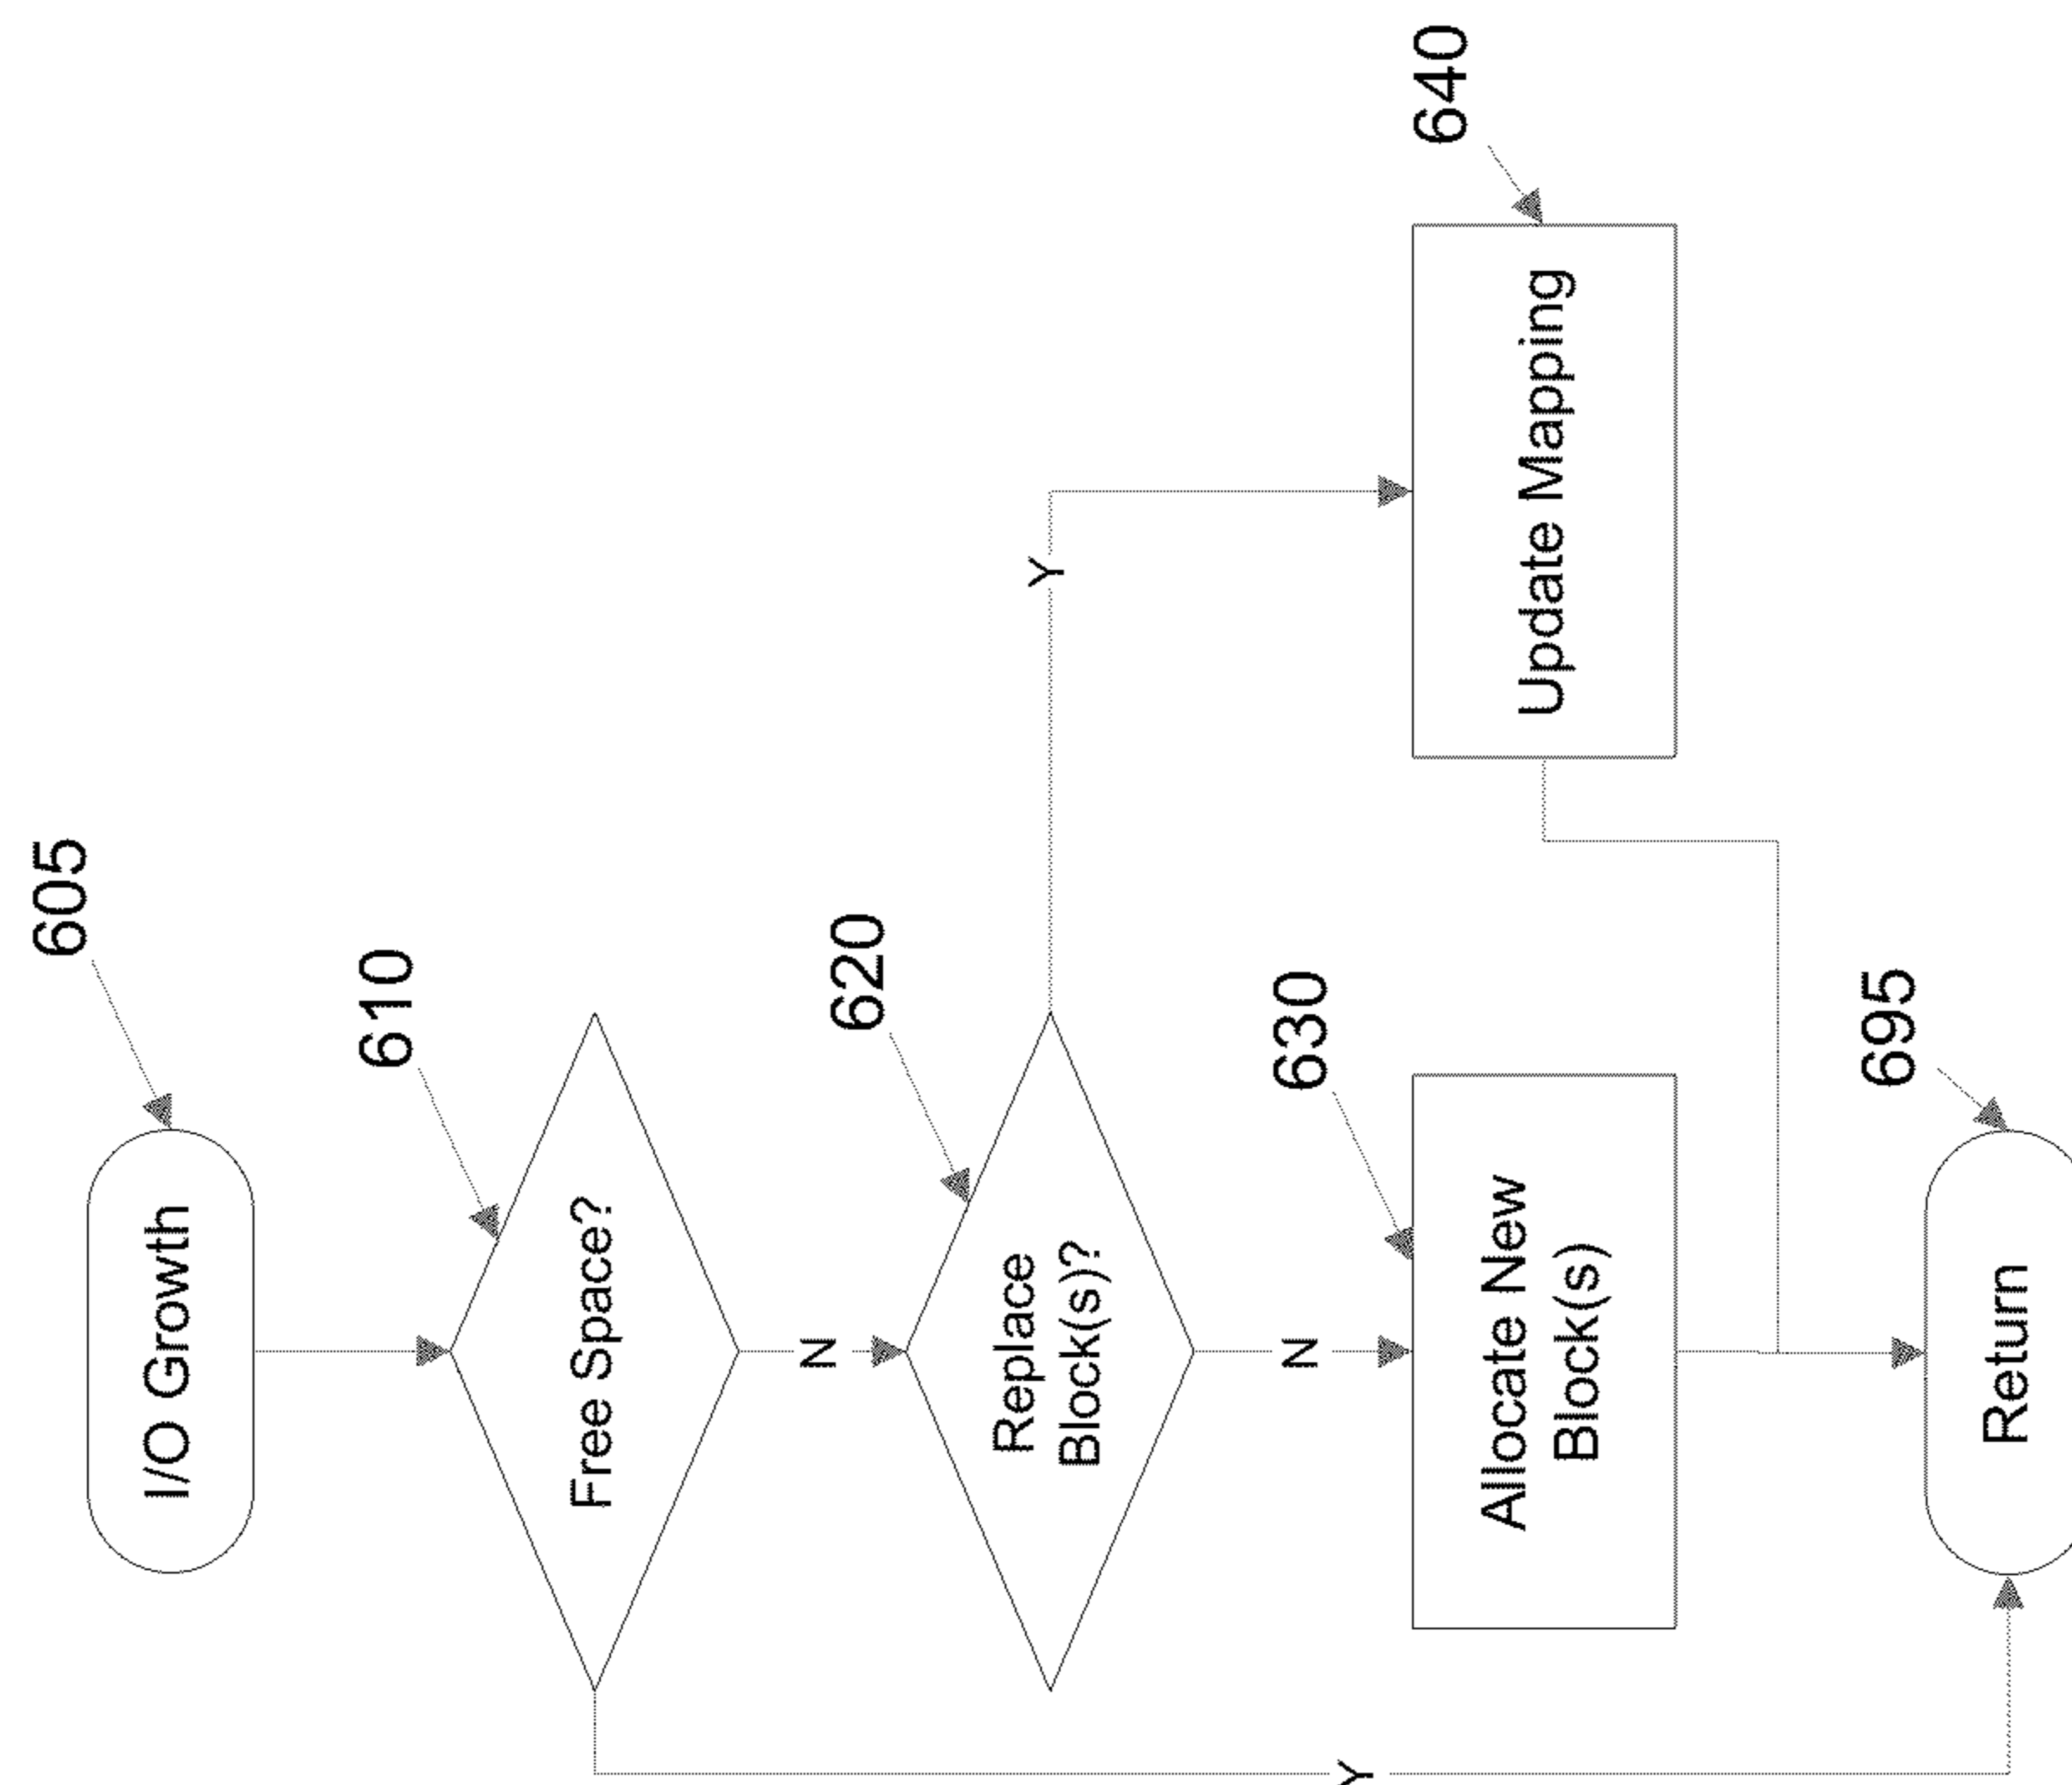 605
I/O Growth
610
Free Space?
N
620
Replace
Block(s)?
Y
N
630
Allocate New
Block(s)
640
Update Mapping
Y
695
Return